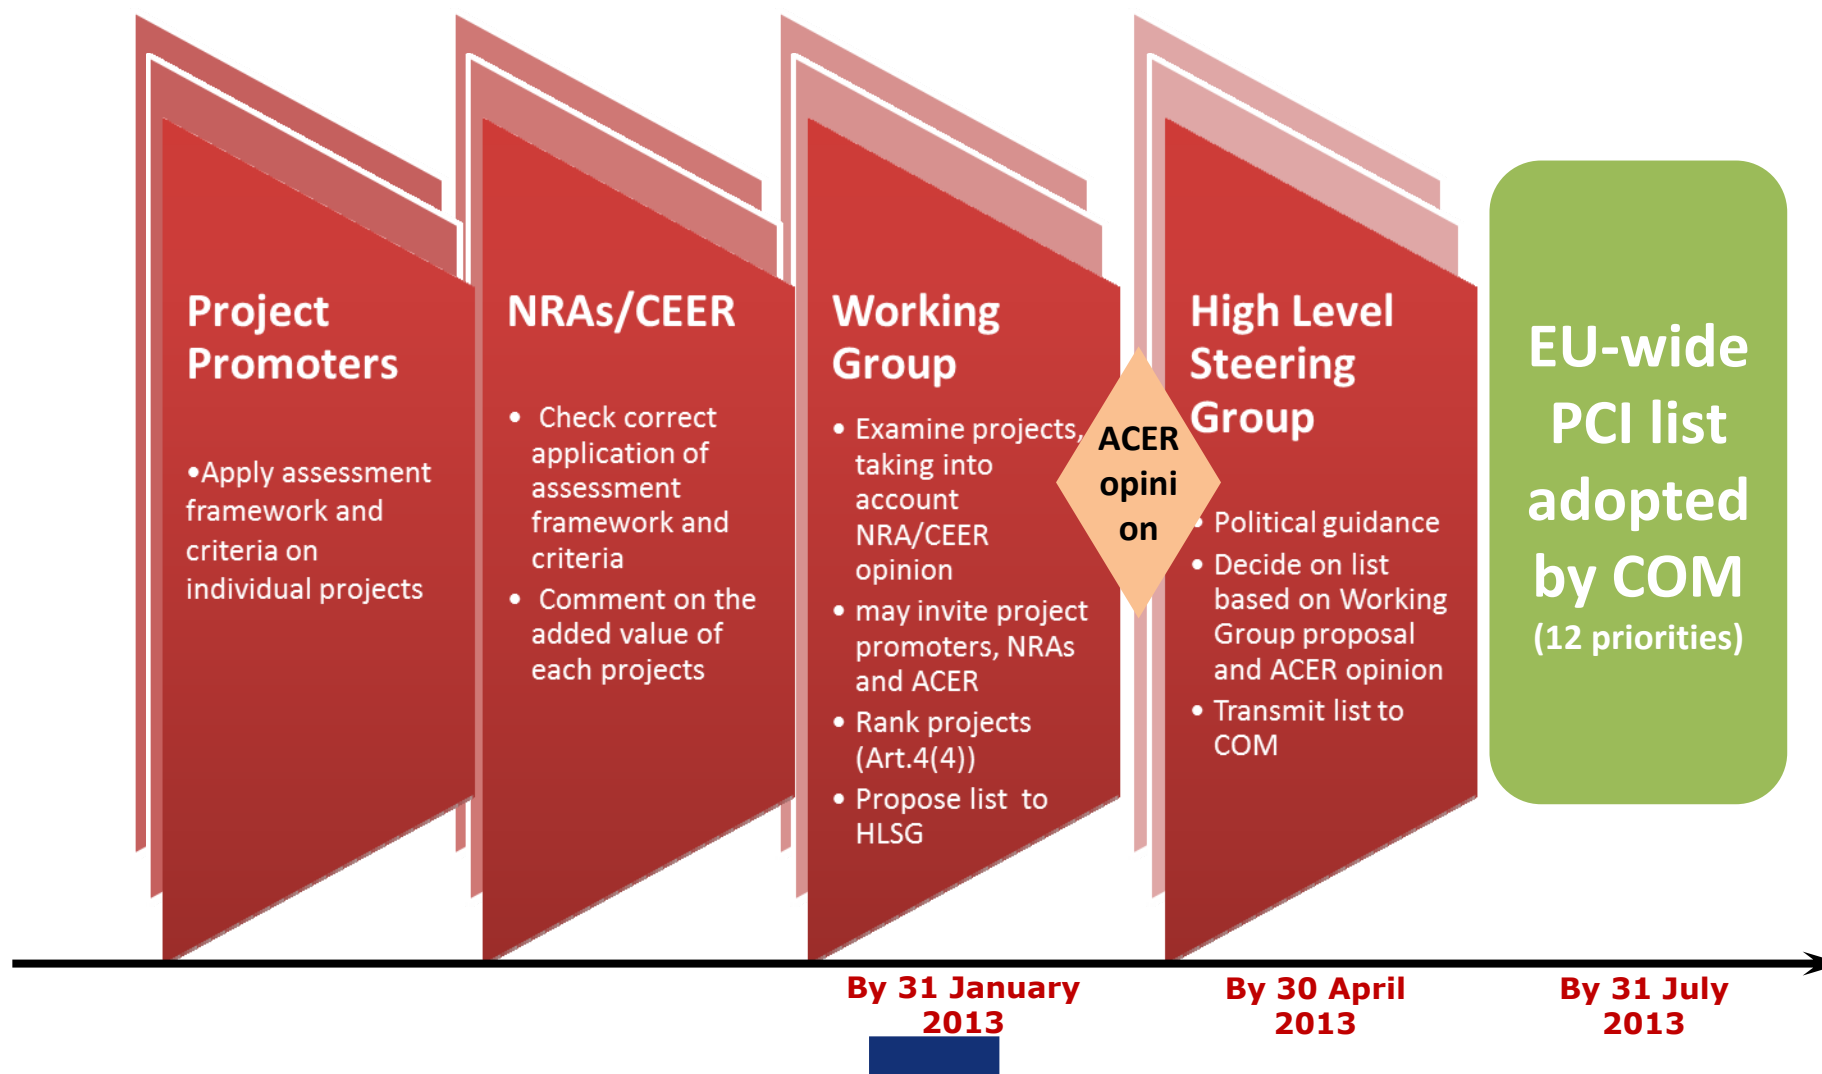 Project
Promoters
•Apply assessment
framework and
criteria on
individual projects
NRAs/CEER
• Check correct
application of
assessment
framework and
criteria
• Comment on the
added value of
each projects
Working
Group
• Examine projects,
taking into
account
NRA/CEER
opinion
• may invite project
promoters, NRAs
and ACER
• Rank projects
(Art.4(4))
• Propose list to
HLSG
ACER
opini
on
High Level
Steering
Group
• Political guidance
• Decide on list
based on Working
Group proposal
and ACER opinion
• Transmit list to
COM
EU-wide
PCI list
adopted
by COM
(12 priorities)
By 31 January
2013
By 30 April
2013
By 31 July
2013